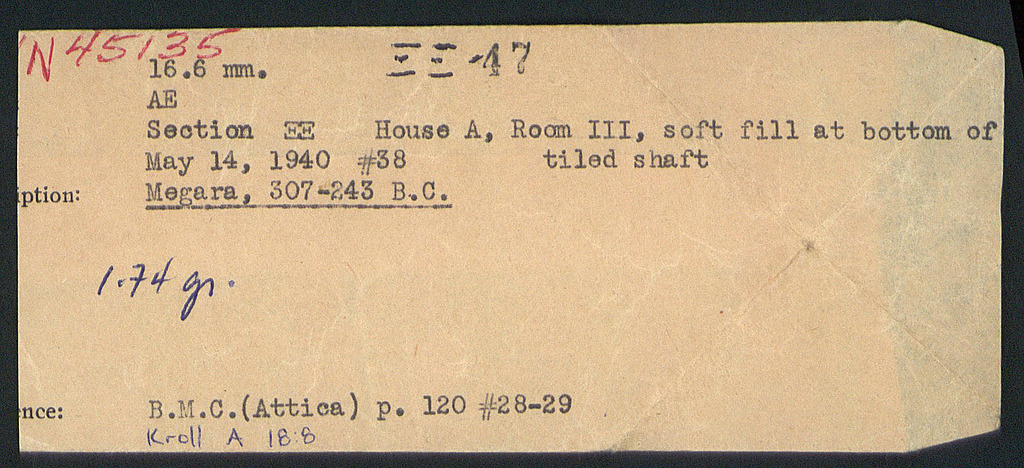 N 45135
16.6 mm. ΞΞ-47
AE
Section ΞΞ House A, Room III, soft fill at bottom of
May 14, 1940 #38 tiled shaft
iption: Megara, 307-243 B.C.
1.74 gr.
nce: B.M.C.(Attica) p. 120 #28-29
Kroll A 18:8